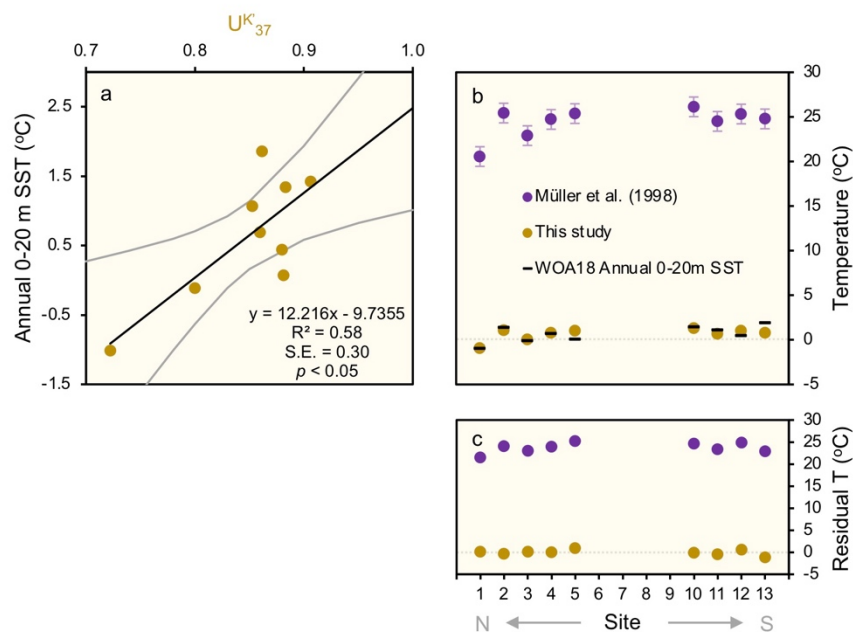 Uᴷ'₃₇
0.7 0.8 0.9 1.0
a
Annual 0-20 m SST (ºC)
2.5
1.5
0.5
-0.5
-1.5
y = 12.216x - 9.7355
R² = 0.58
S.E. = 0.30
p < 0.05
b
Müller et al. (1998)
This study
WOA18 Annual 0-20m SST
30
25
20
15
10
5
0
-5
Temperature (ºC)
c
30
25
20
15
10
5
0
-5
Residual T (ºC)
1 2 3 4 5 6 7 8 9 10 11 12 13
N Site S